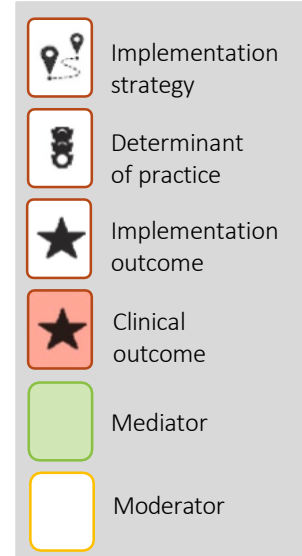 Implementation
strategy
Determinant
of practice
Implementation
outcome
Clinical
outcome
Mediator
Moderator